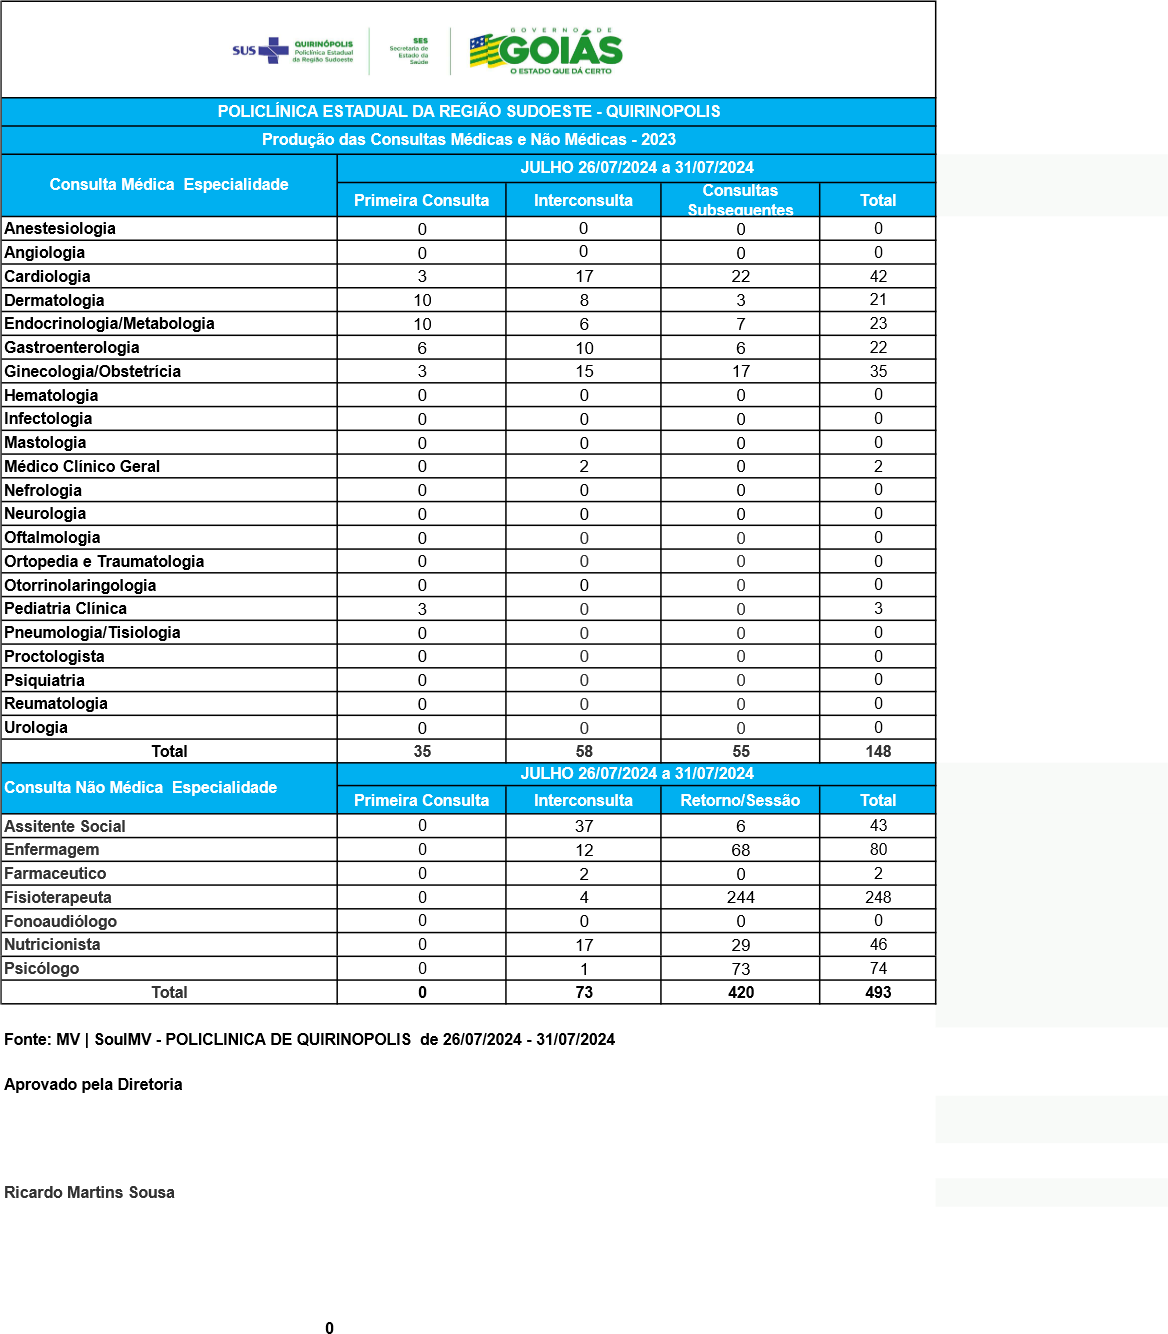 SUS
QUIRINÓPOLIS
Policlínica Estadual
da Região Sudoeste
SES
Secretaria de
Estado da
Saúde
GOVERNO DE
GOIÁS
O ESTADO QUE DÁ CERTO
POLICLÍNICA ESTADUAL DA REGIÃO SUDOESTE - QUIRINOPOLIS
Produção das Consultas Médicas e Não Médicas - 2023
Consulta Médica Especialidade
JULHO 26/07/2024 a 31/07/2024
Primeira Consulta Interconsulta Consultas Subsequentes Total
Anestesiologia 0 0 0 0
Angiologia 0 0 0 0
Cardiologia 3 17 22 42
Dermatologia 10 8 3 21
Endocrinologia/Metabologia 10 6 7 23
Gastroenterologia 6 10 6 22
Ginecologia/Obstetrícia 3 15 17 35
Hematologia 0 0 0 0
Infectologia 0 0 0 0
Mastologia 0 0 0 0
Médico Clínico Geral 0 2 0 2
Nefrologia 0 0 0 0
Neurologia 0 0 0 0
Oftalmologia 0 0 0 0
Ortopedia e Traumatologia 0 0 0 0
Otorrinolaringologia 0 0 0 0
Pediatria Clínica 3 0 0 3
Pneumologia/Tisiologia 0 0 0 0
Proctologista 0 0 0 0
Psiquiatria 0 0 0 0
Reumatologia 0 0 0 0
Urologia 0 0 0 0
Total 35 58 55 148
Consulta Não Médica Especialidade
JULHO 26/07/2024 a 31/07/2024
Primeira Consulta Interconsulta Retorno/Sessão Total
Assitente Social 0 37 6 43
Enfermagem 0 12 68 80
Farmaceutico 0 2 0 2
Fisioterapeuta 0 4 244 248
Fonoaudiólogo 0 0 0 0
Nutricionista 0 17 29 46
Psicólogo 0 1 73 74
Total 0 73 420 493
Fonte: MV | SoulMV - POLICLINICA DE QUIRINOPOLIS de 26/07/2024 - 31/07/2024
Aprovado pela Diretoria
Ricardo Martins Sousa
0